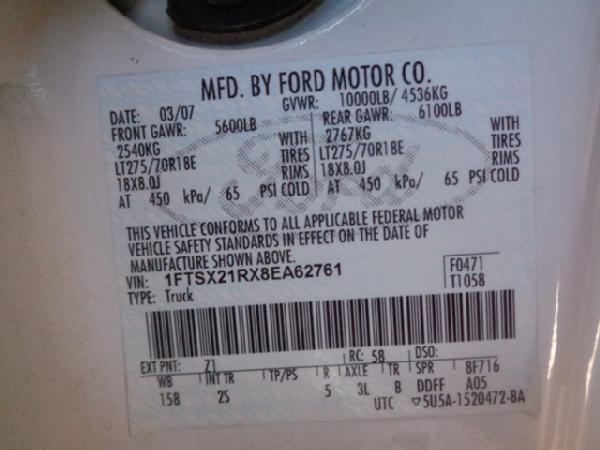 MFD. BY FORD MOTOR CO.
DATE: 03/07 GVWR: 10000LB/ 4536KG
FRONT GAWR: 5600LB REAR GAWR: 6100LB
2540KG WITH 2767KG WITH
LT275/70R18E TIRES LT275/70R18E TIRES
18X8.0J RIMS 18X8.0J RIMS
AT 450 kPa/ 65 PSI COLD AT 450 kPa/ 65 PSI COLD
Ford
THIS VEHICLE CONFORMS TO ALL APPLICABLE FEDERAL MOTOR
VEHICLE SAFETY STANDARDS IN EFFECT ON THE DATE OF
MANUFACTURE SHOWN ABOVE.
VIN: 1FTSX21RX8EA62761 F0471
TYPE: Truck T1058
EXT PNT: Z1 RC: 58 DSO:
WB INT TR TP/PS R AXLE TR SPR BF716
158 2S 5 3L B DDFF A05
UTC ▽5U5A-1520472-BA